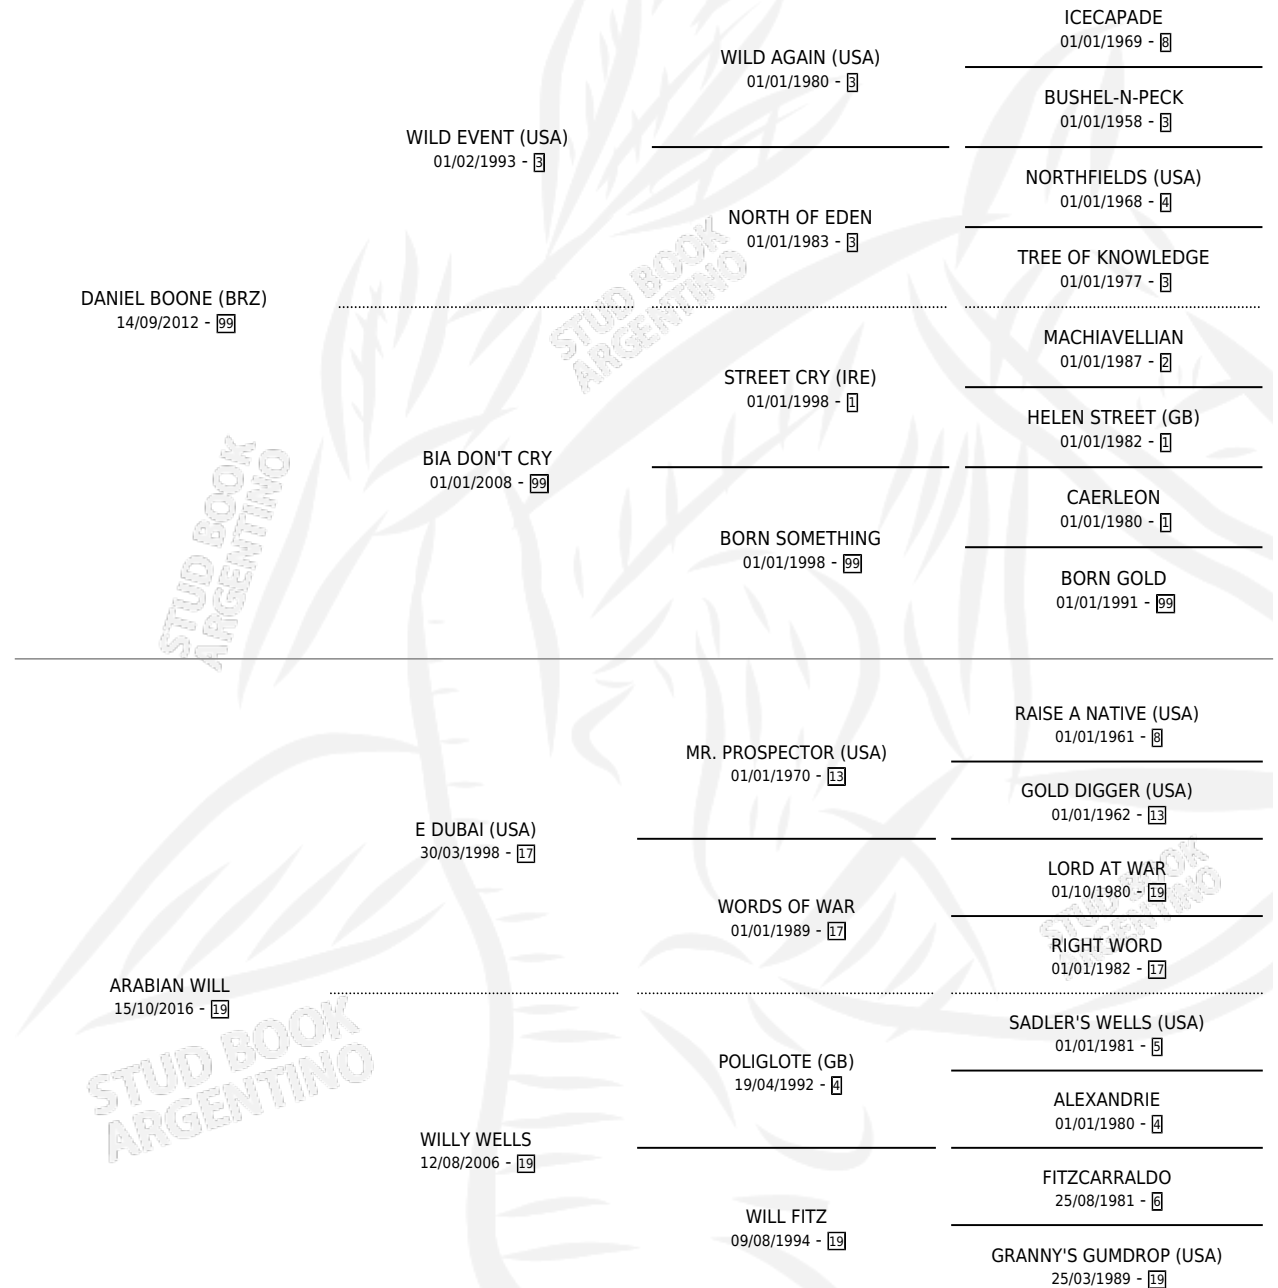 ICECAPADE
01/01/1969 - 8
WILD AGAIN (USA)
01/01/1980 - 3
BUSHEL-N-PECK
01/01/1958 - 3
WILD EVENT (USA)
01/02/1993 - 3
NORTHFIELDS (USA)
01/01/1968 - 4
NORTH OF EDEN
01/01/1983 - 3
TREE OF KNOWLEDGE
01/01/1977 - 3
DANIEL BOONE (BRZ)
14/09/2012 - 99
STUD BOOK
ARGENTINO
MACHIAVELLIAN
01/01/1987 - 2
STREET CRY (IRE)
01/01/1998 - 1
HELEN STREET (GB)
01/01/1982 - 1
BIA DON'T CRY
01/01/2008 - 99
CAERLEON
01/01/1980 - 1
BORN SOMETHING
01/01/1998 - 99
BORN GOLD
01/01/1991 - 99
STUD BOOK
ARGENTINO
RAISE A NATIVE (USA)
01/01/1961 - 8
MR. PROSPECTOR (USA)
01/01/1970 - 13
GOLD DIGGER (USA)
01/01/1962 - 13
E DUBAI (USA)
30/03/1998 - 17
LORD AT WAR
01/10/1980 - 19
WORDS OF WAR
01/01/1989 - 17
STUD BOOK
ARGENTINO
RIGHT WORD
01/01/1982 - 17
ARABIAN WILL
15/10/2016 - 19
STUD BOOK
ARGENTINO
SADLER'S WELLS (USA)
01/01/1981 - 5
POLIGLOTE (GB)
19/04/1992 - 4
ALEXANDRIE
01/01/1980 - 4
WILLY WELLS
12/08/2006 - 19
FITZCARRALDO
25/08/1981 - 6
WILL FITZ
09/08/1994 - 19
GRANNY'S GUMDROP (USA)
25/03/1989 - 19